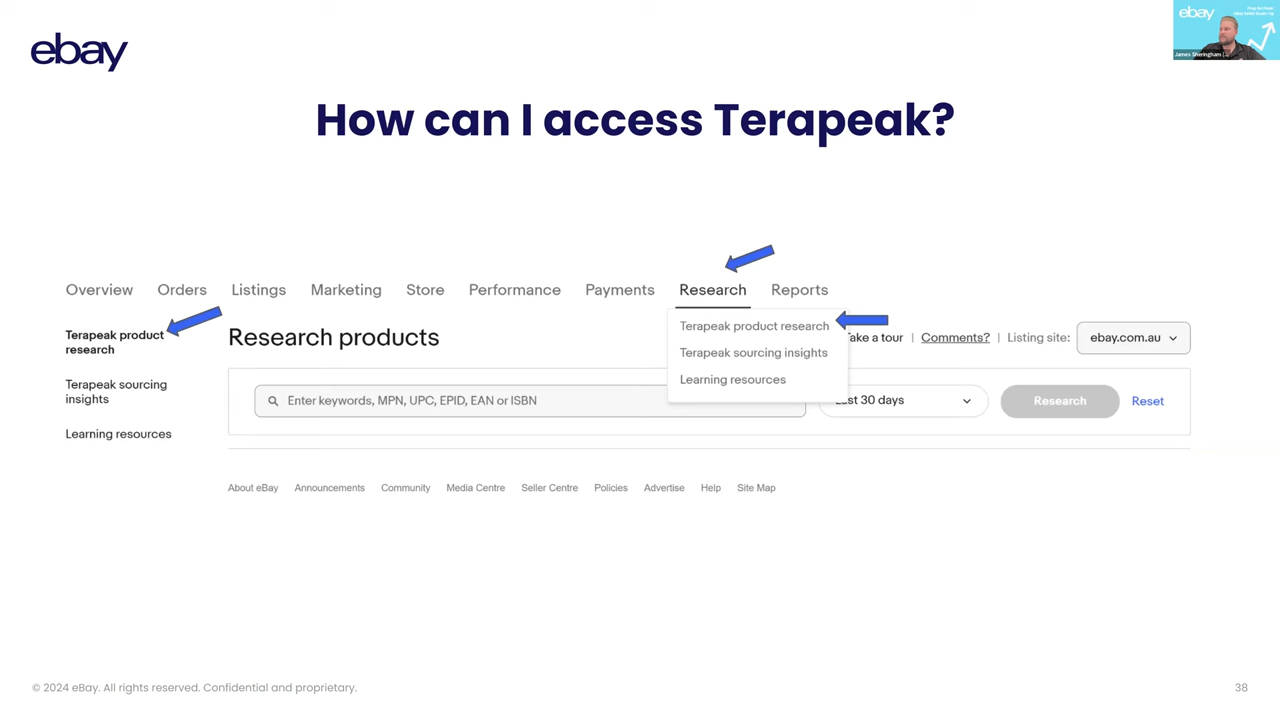 ebay
ebay
James Sheringham (...
How can I access Terapeak?
Overview Orders Listings Marketing Store Performance Payments Research Reports
Terapeak product
research
Terapeak sourcing
insights
Learning resources
Research products
Terapeak product research
Terapeak sourcing insights
Learning resources
Take a tour | Comments? | Listing site: ebay.com.au
Enter keywords, MPN, UPC, EPID, EAN or ISBN
Last 30 days
Research
Reset
About eBay Announcements Community Media Centre Seller Centre Policies Advertise Help Site Map
© 2024 eBay. All rights reserved. Confidential and proprietary.
38